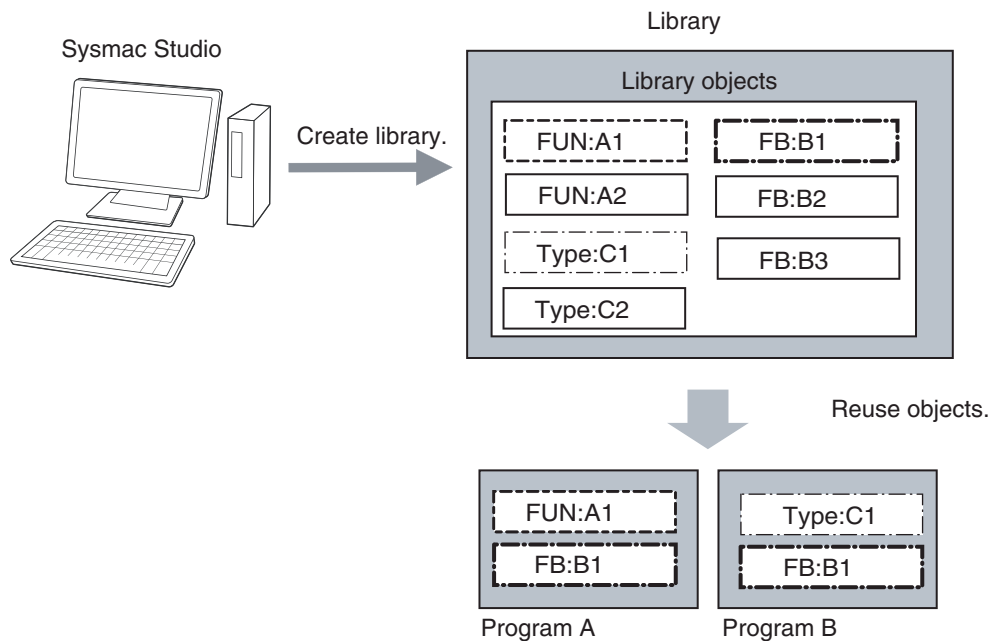 Library
Sysmac Studio
Library objects
Create library.
FUN:A1
FB:B1
FUN:A2
FB:B2
Type:C1
FB:B3
Type:C2
Reuse objects.
FUN:A1
Type:C1
FB:B1
FB:B1
Program A
Program B